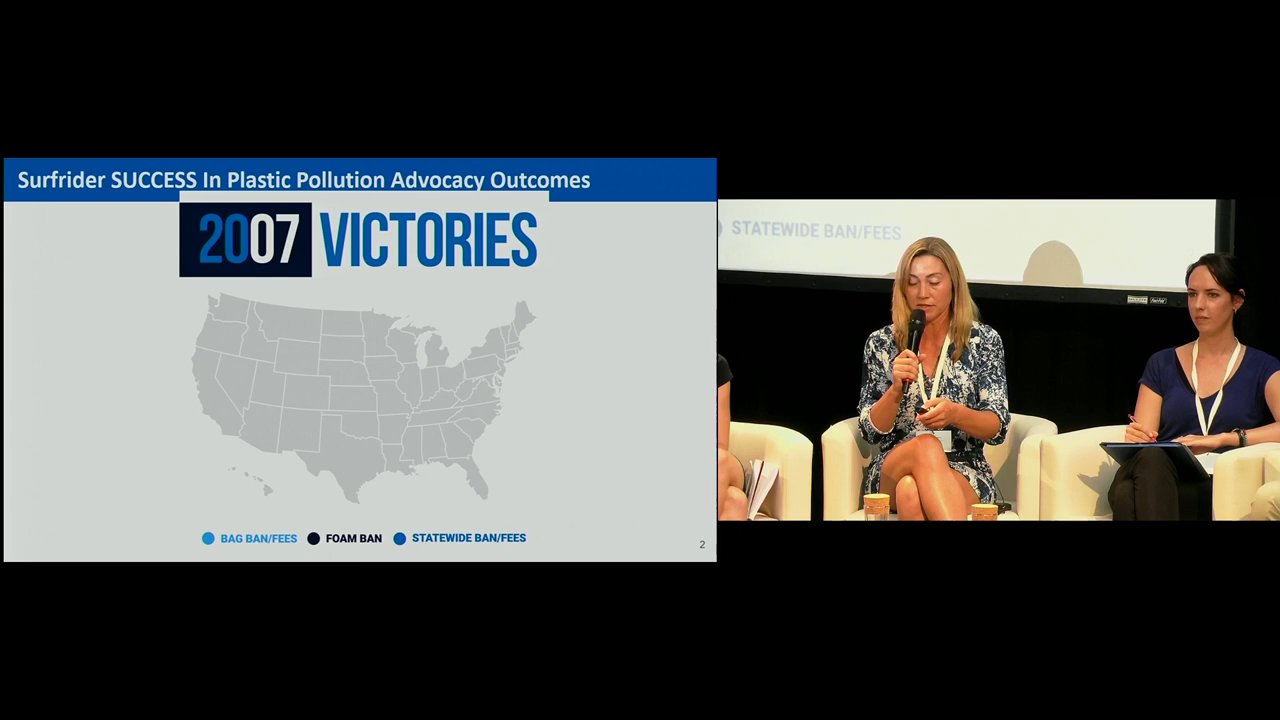 Surfrider SUCCESS In Plastic Pollution Advocacy Outcomes
2007 VICTORIES
BAG BAN/FEES FOAM BAN STATEWIDE BAN/FEES
2
STATEWIDE BAN/FEES